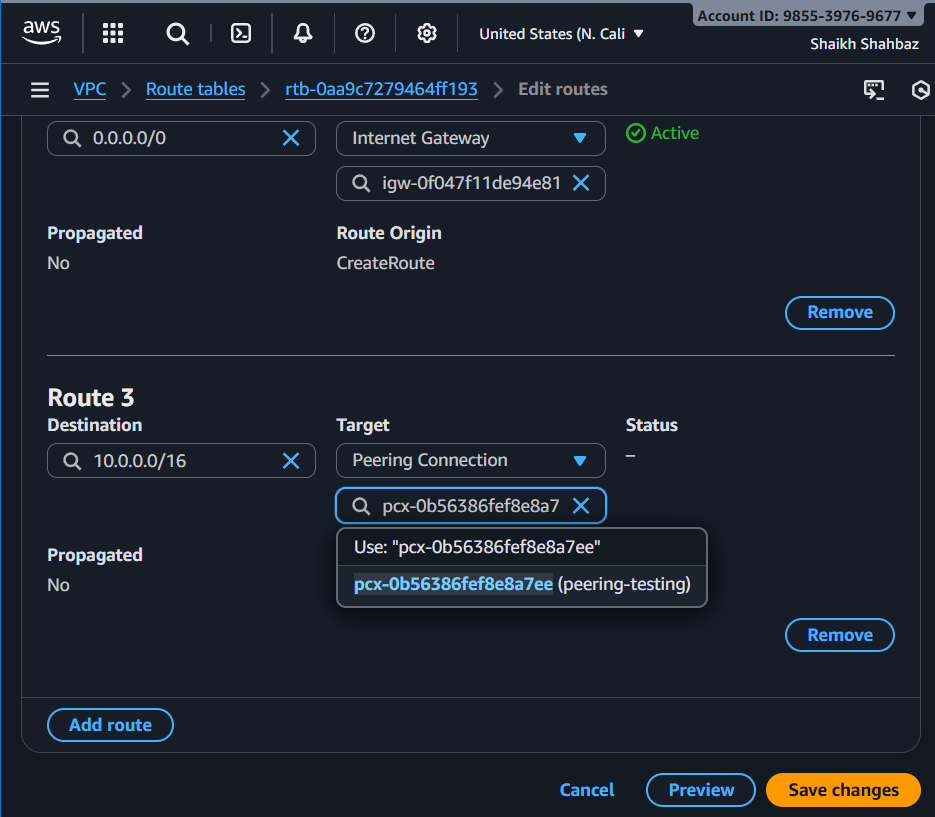 aws
United States (N. Cali
Account ID: 9855-3976-9677
Shaikh Shahbaz
VPC > Route tables > rtb-0aa9c7279464ff193 > Edit routes
0.0.0.0/0
Internet Gateway
Active
igw-0f047f11de94e81
Propagated
Route Origin
No
CreateRoute
Remove
Route 3
Destination
Target
Status
10.0.0.0/16
Peering Connection
–
pcx-0b56386fef8e8a7
Use: "pcx-0b56386fef8e8a7ee"
pcx-0b56386fef8e8a7ee (peering-testing)
Propagated
No
Remove
Add route
Cancel
Preview
Save changes